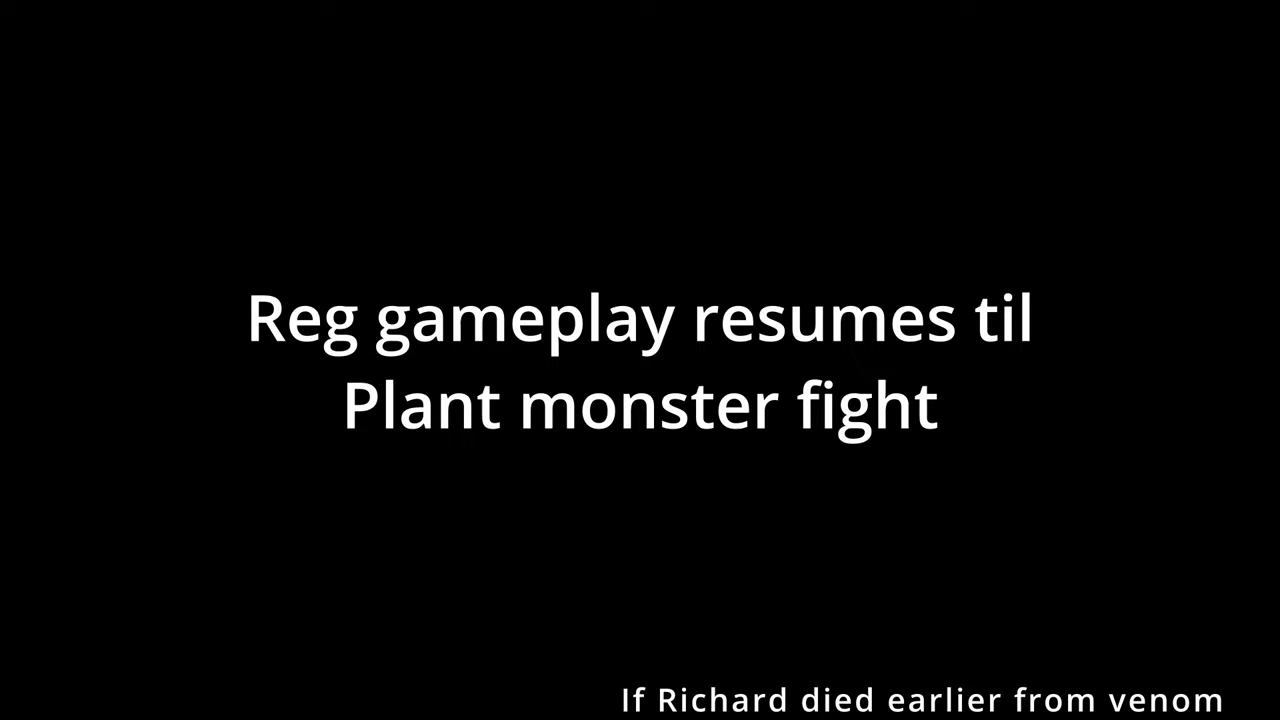 Reg gameplay resumes til
Plant monster fight
If Richard died earlier from venom